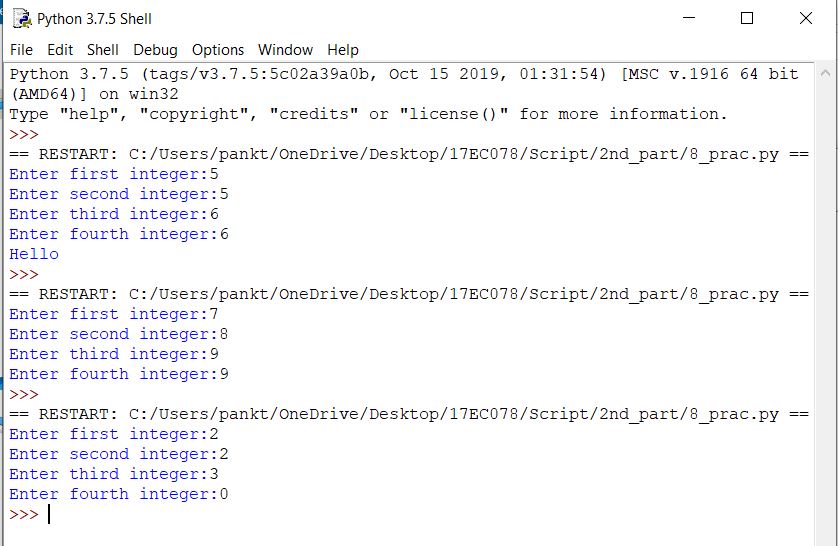 Python 3.7.5 Shell
File Edit Shell Debug Options Window Help
Python 3.7.5 (tags/v3.7.5:5c02a39a0b, Oct 15 2019, 01:31:54) [MSC v.1916 64 bit
(AMD64)] on win32
Type "help", "copyright", "credits" or "license()" for more information.
>>>
== RESTART: C:/Users/pankt/OneDrive/Desktop/17EC078/Script/2nd_part/8_prac.py ==
Enter first integer:5
Enter second integer:5
Enter third integer:6
Enter fourth integer:6
Hello
>>>
== RESTART: C:/Users/pankt/OneDrive/Desktop/17EC078/Script/2nd_part/8_prac.py ==
Enter first integer:7
Enter second integer:8
Enter third integer:9
Enter fourth integer:9
>>>
== RESTART: C:/Users/pankt/OneDrive/Desktop/17EC078/Script/2nd_part/8_prac.py ==
Enter first integer:2
Enter second integer:2
Enter third integer:3
Enter fourth integer:0
>>>